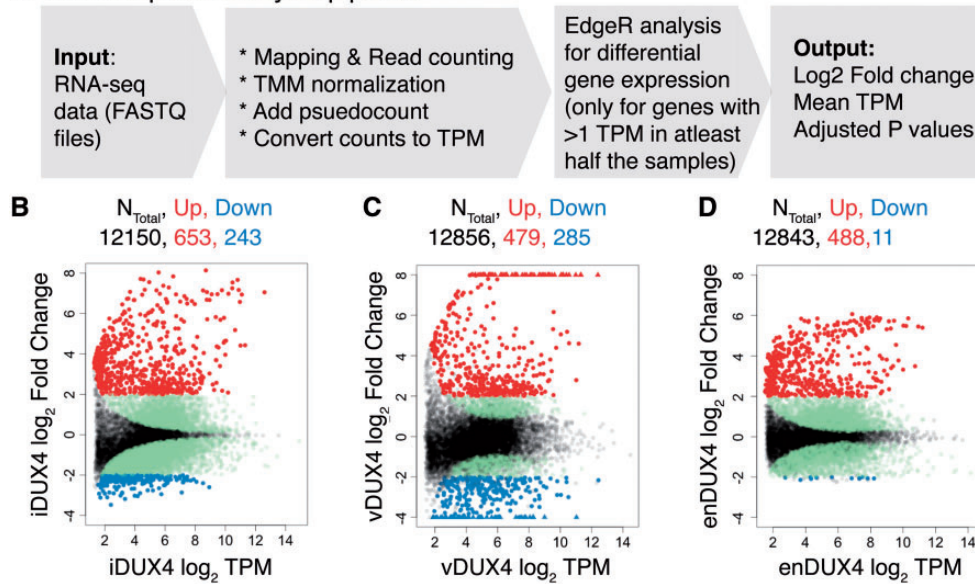 Input:
RNA-seq
data (FASTQ
files)
* Mapping & Read counting
* TMM normalization
* Add psuedocount
* Convert counts to TPM
EdgeR analysis
for differential
gene expression
(only for genes with
>1 TPM in atleast
half the samples)
Output:
Log2 Fold change
Mean TPM
Adjusted P values
B
NTotal, Up, Down
12150, 653, 243
iDUX4 log2 Fold Change
8
6
4
2
0
-2
-4
2 4 6 8 10 12 14
iDUX4 log2 TPM
C
NTotal, Up, Down
12856, 479, 285
vDUX4 log2 Fold Change
8
6
4
2
0
-2
-4
2 4 6 8 10 12 14
vDUX4 log2 TPM
D
NTotal, Up, Down
12843, 488,11
enDUX4 log2 Fold Change
8
6
4
2
0
-2
-4
2 4 6 8 10 12 14
enDUX4 log2 TPM